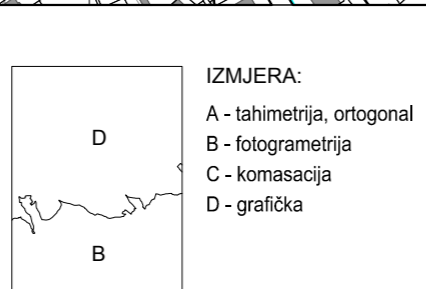 IZMJERA:
A - tahimetrija, ortogonal
B - fotogrametrija
C - komasacija
D - grafička
D
B